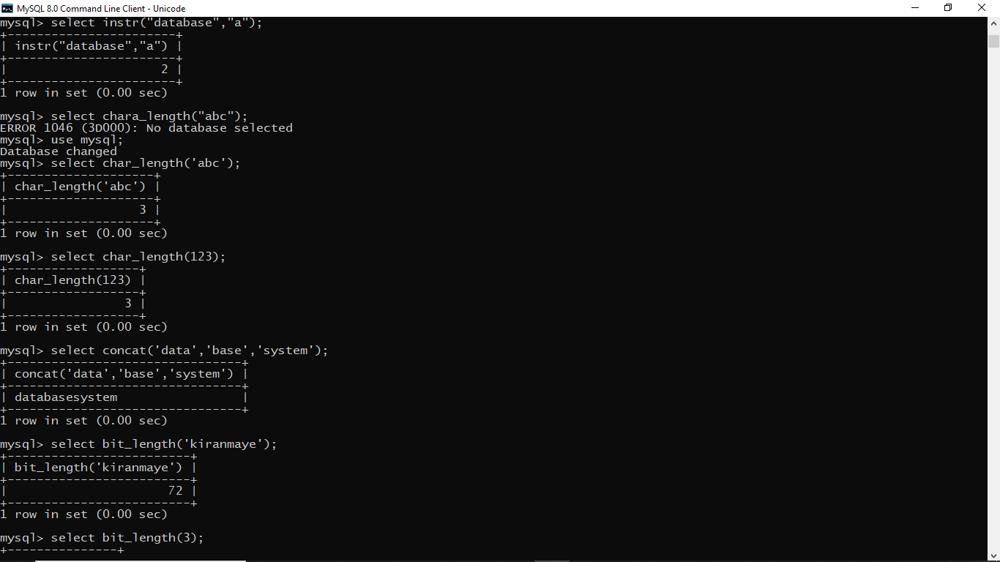 MySQL 8.0 Command Line Client - Unicode
mysql> select instr("database","a");
+-----------------------+
| instr("database","a") |
+-----------------------+
|                     2 |
+-----------------------+
1 row in set (0.00 sec)

mysql> select chara_length("abc");
ERROR 1046 (3D000): No database selected
mysql> use mysql;
Database changed
mysql> select char_length('abc');
+--------------------+
| char_length('abc') |
+--------------------+
|                  3 |
+--------------------+
1 row in set (0.00 sec)

mysql> select char_length(123);
+------------------+
| char_length(123) |
+------------------+
|                3 |
+------------------+
1 row in set (0.00 sec)

mysql> select concat('data','base','system');
+--------------------------------+
| concat('data','base','system') |
+--------------------------------+
| databasesystem                 |
+--------------------------------+
1 row in set (0.00 sec)

mysql> select bit_length('kiranmaye');
+-------------------------+
| bit_length('kiranmaye') |
+-------------------------+
|                      72 |
+-------------------------+
1 row in set (0.00 sec)

mysql> select bit_length(3);
+---------------+